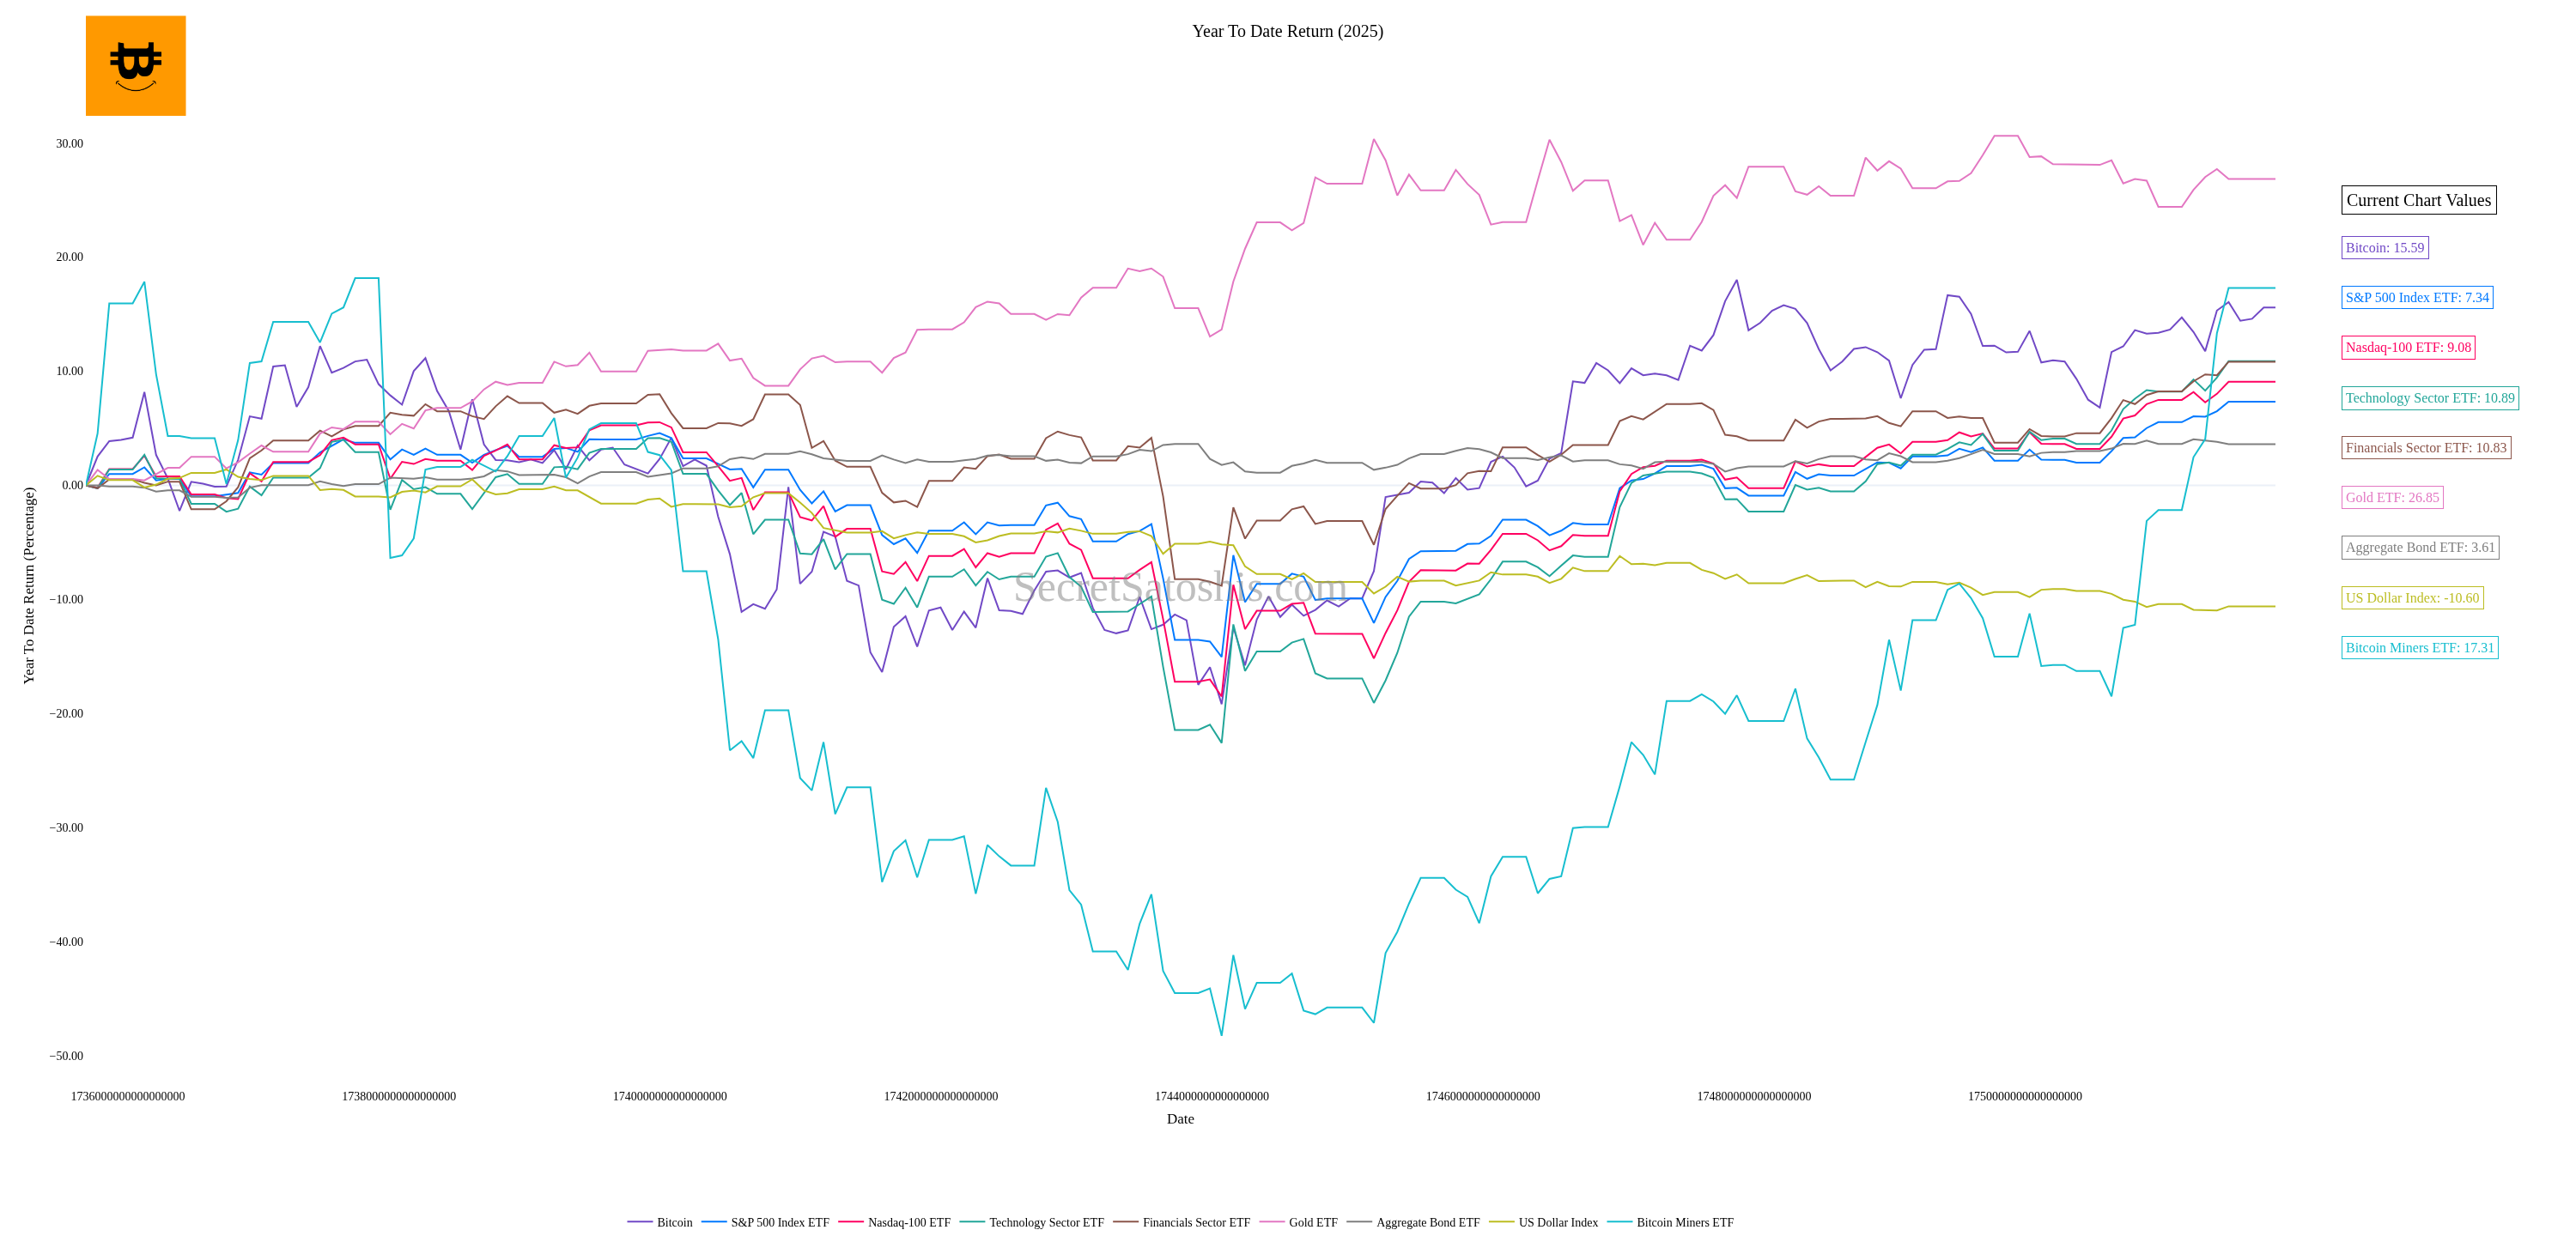 Year To Date Return (2025)
30.00
20.00
10.00
0.00
−10.00
−20.00
−30.00
−40.00
−50.00
Year To Date Return (Percentage)
SecretSatoshis.com
1736000000000000000
1738000000000000000
1740000000000000000
1742000000000000000
1744000000000000000
1746000000000000000
1748000000000000000
1750000000000000000
Date
Current Chart Values
Bitcoin: 15.59
S&P 500 Index ETF: 7.34
Nasdaq-100 ETF: 9.08
Technology Sector ETF: 10.89
Financials Sector ETF: 10.83
Gold ETF: 26.85
Aggregate Bond ETF: 3.61
US Dollar Index: -10.60
Bitcoin Miners ETF: 17.31
Bitcoin S&P 500 Index ETF Nasdaq-100 ETF Technology Sector ETF Financials Sector ETF Gold ETF Aggregate Bond ETF US Dollar Index Bitcoin Miners ETF